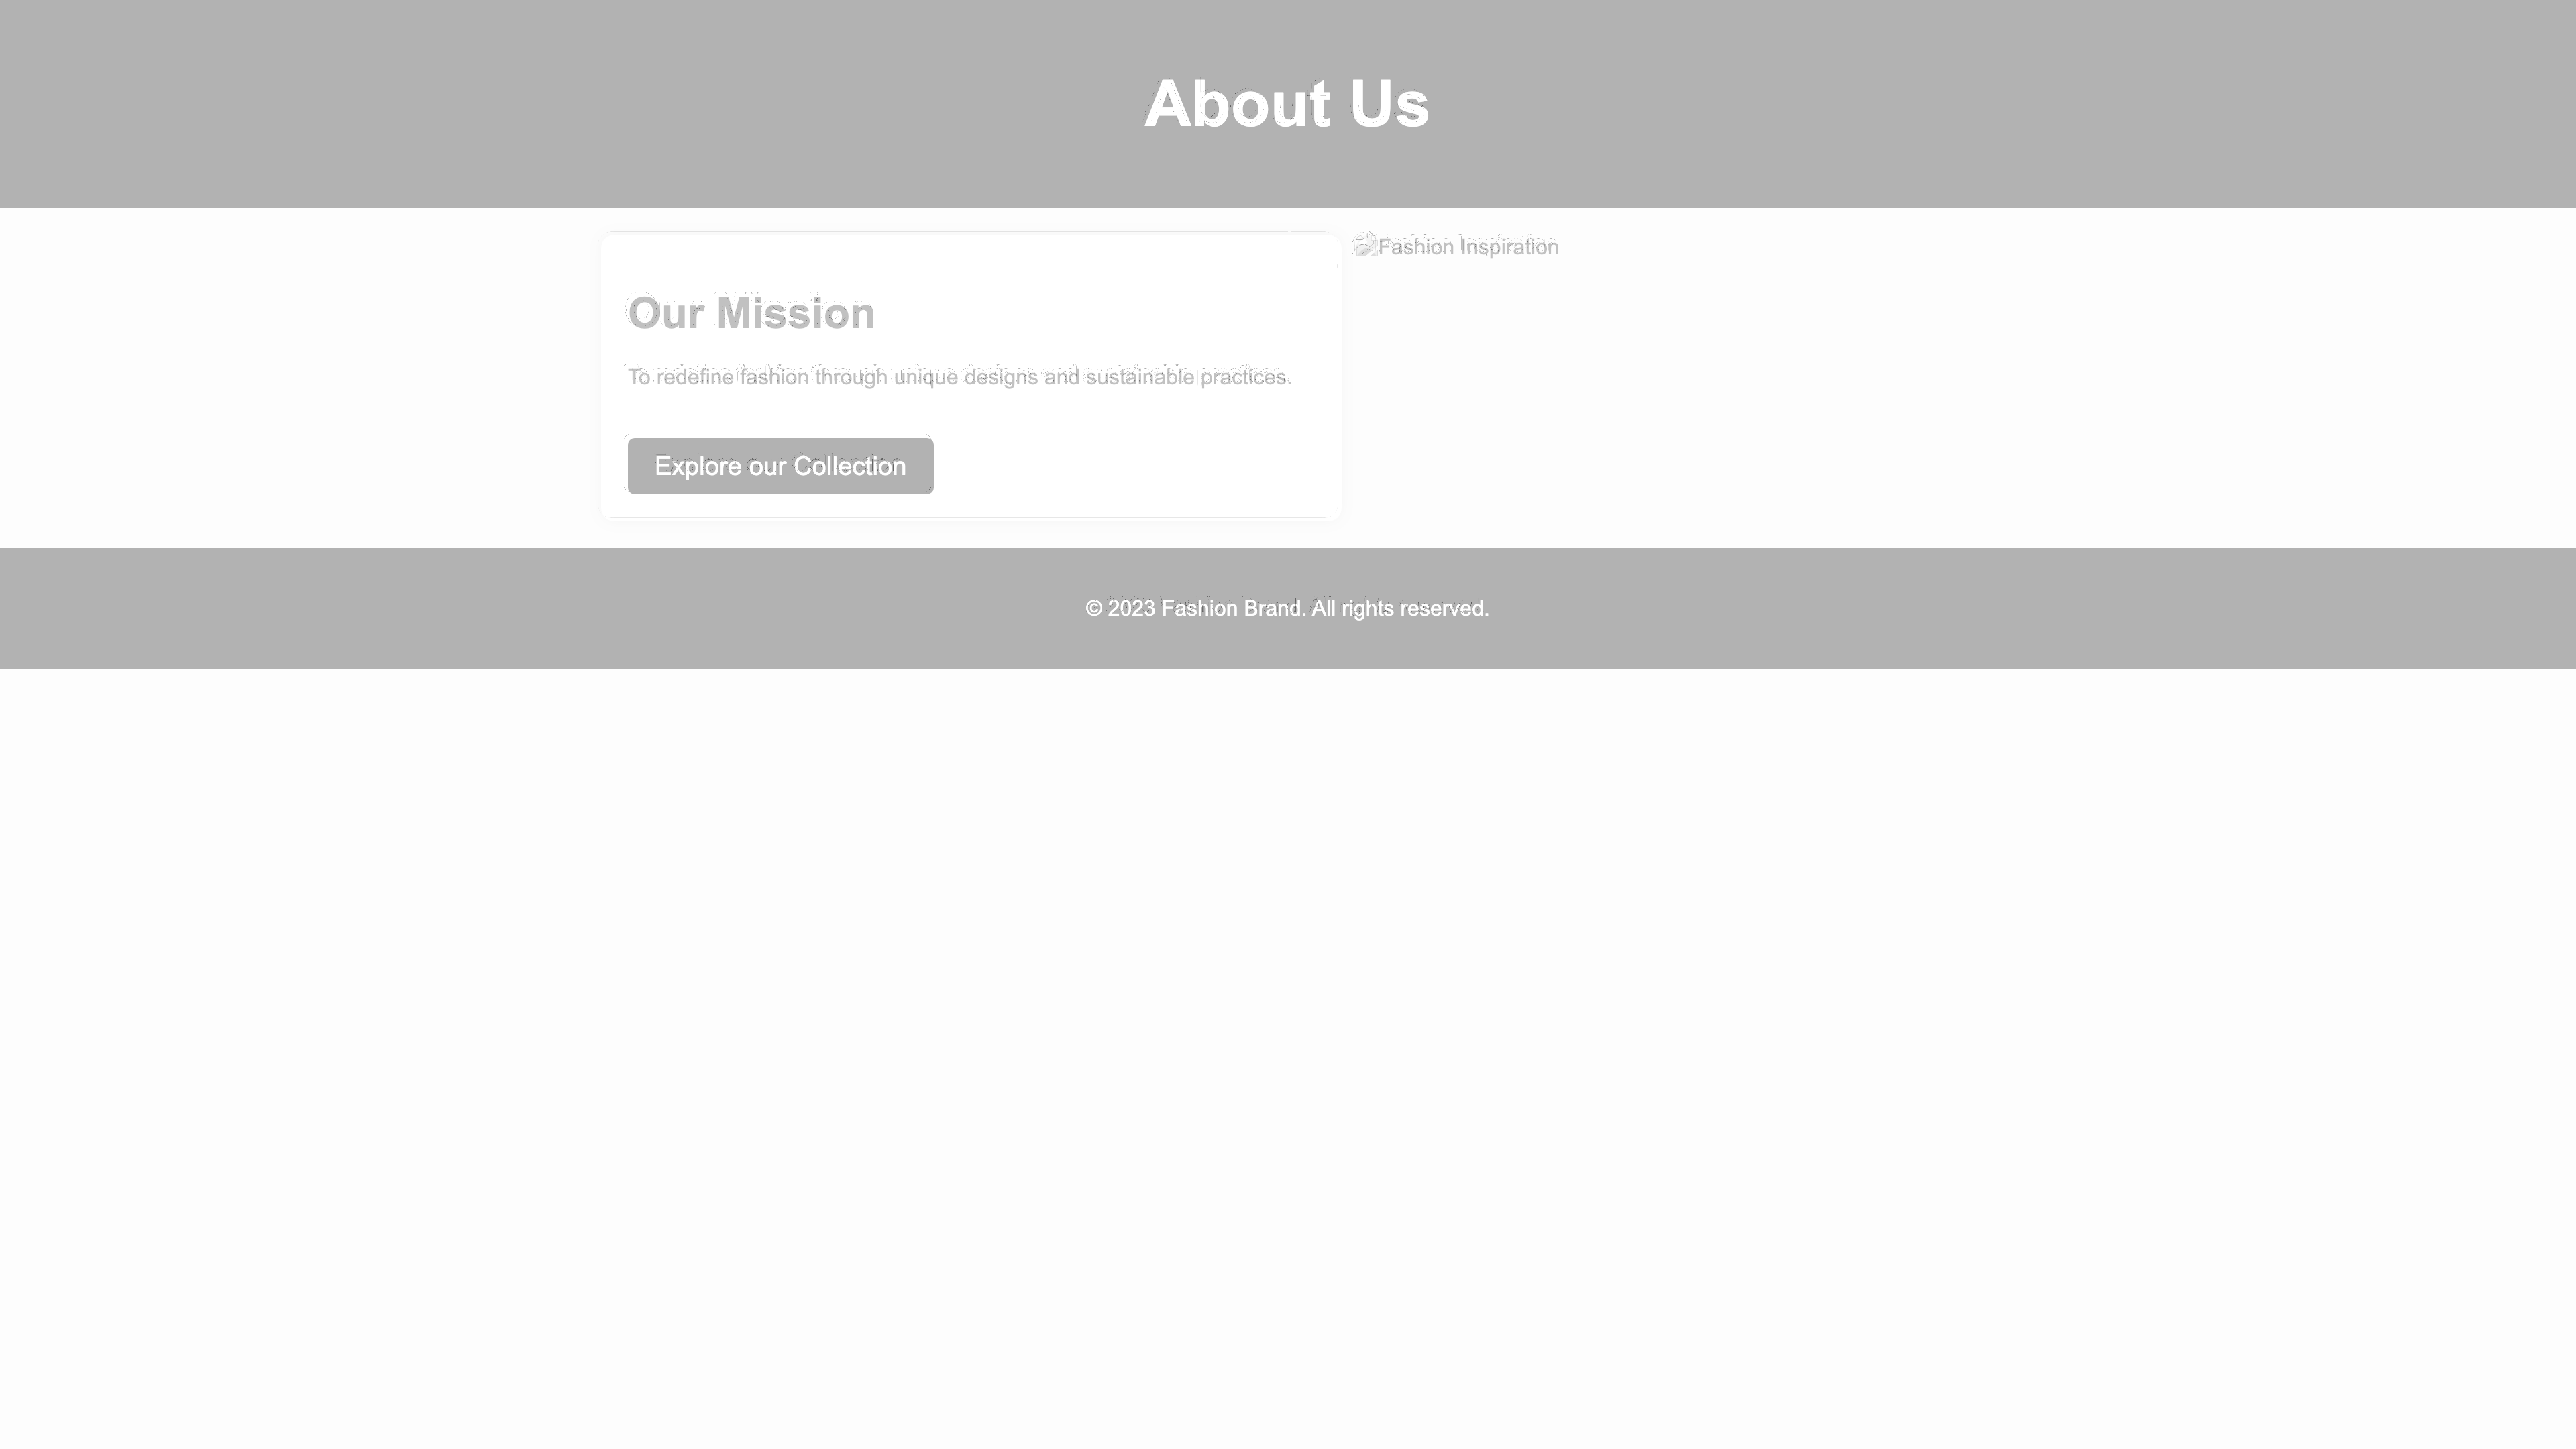 About Us
Fashion Inspiration
Our Mission
To redefine fashion through unique designs and sustainable practices.
Explore our Collection
© 2023 Fashion Brand. All rights reserved.